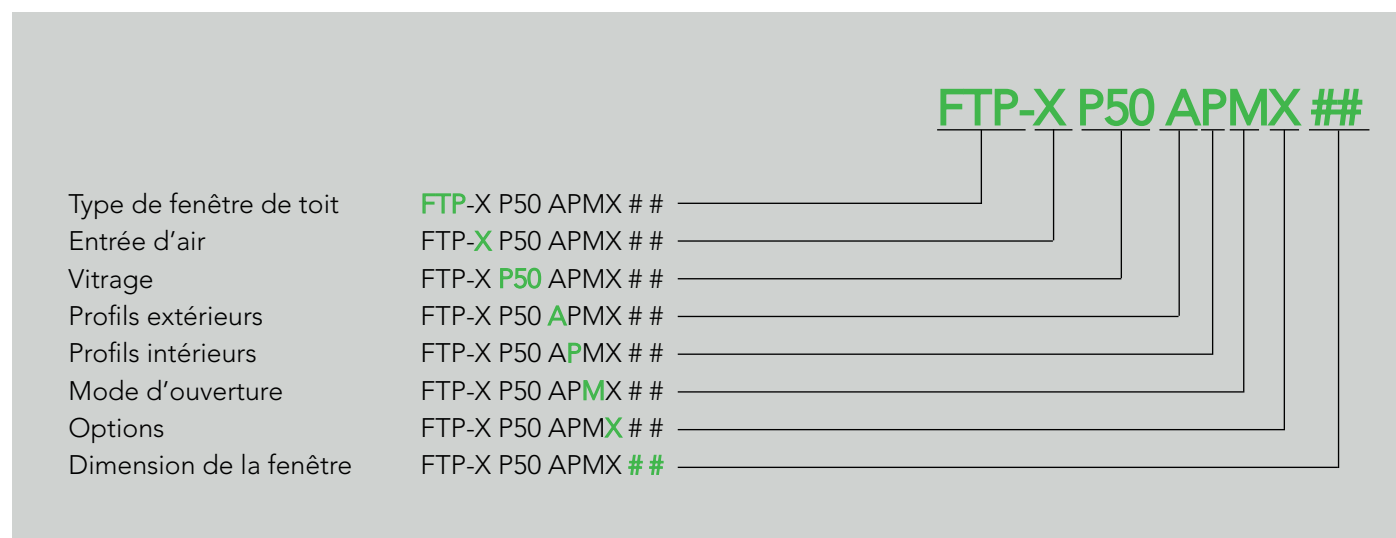 FTP-X P50 APMX ##
Type de fenêtre de toit FTP-X P50 APMX # #
Entrée d’air FTP-X P50 APMX # #
Vitrage FTP-X P50 APMX # #
Profils extérieurs FTP-X P50 APMX # #
Profils intérieurs FTP-X P50 APMX # #
Mode d’ouverture FTP-X P50 APMX # #
Options FTP-X P50 APMX # #
Dimension de la fenêtre FTP-X P50 APMX # #